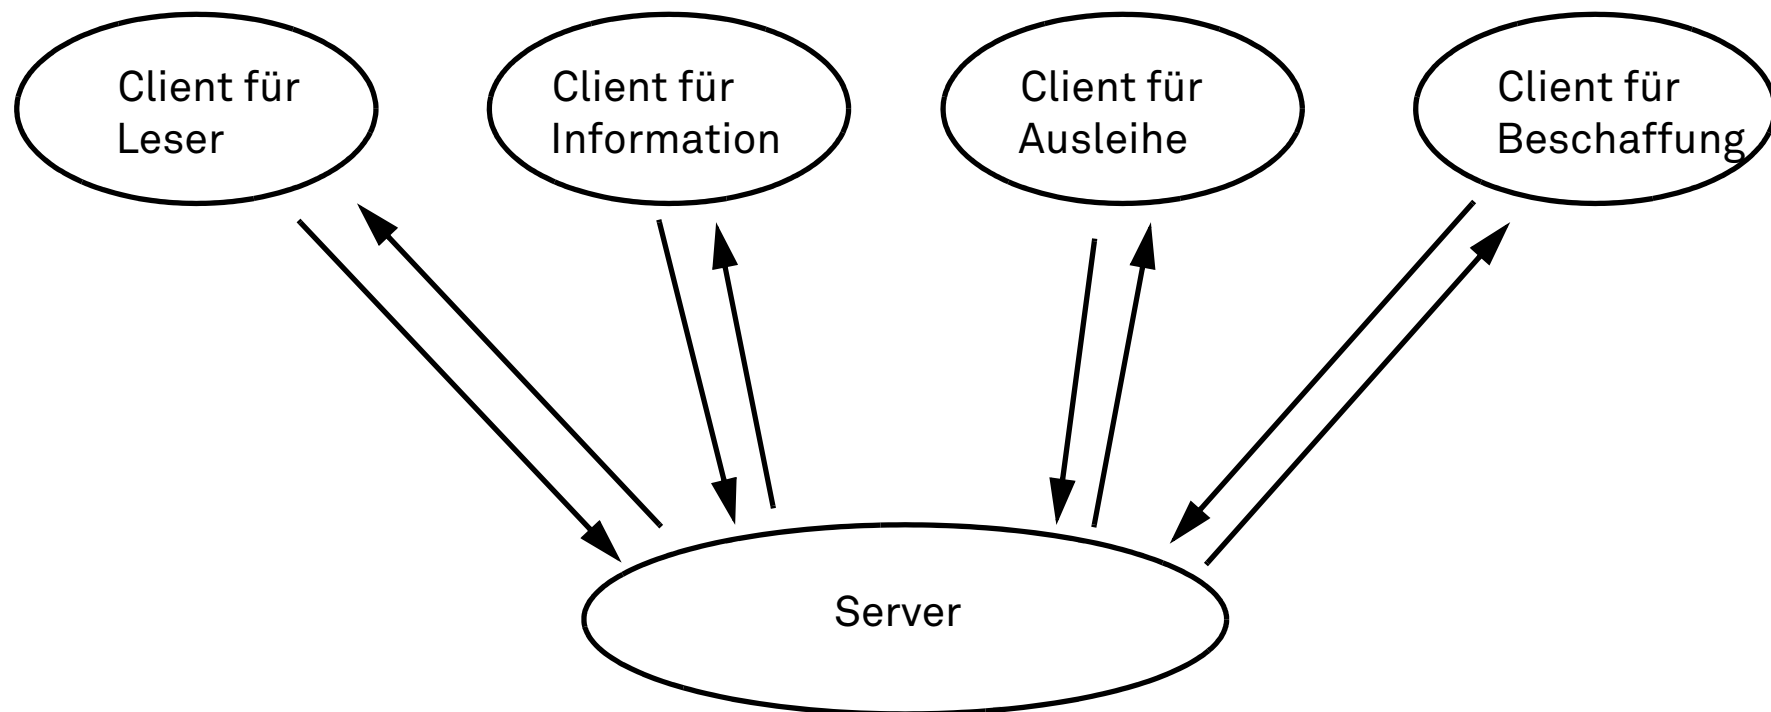 Client für
Leser
Client für
Information
Client für
Ausleihe
Client für
Beschaffung
Server